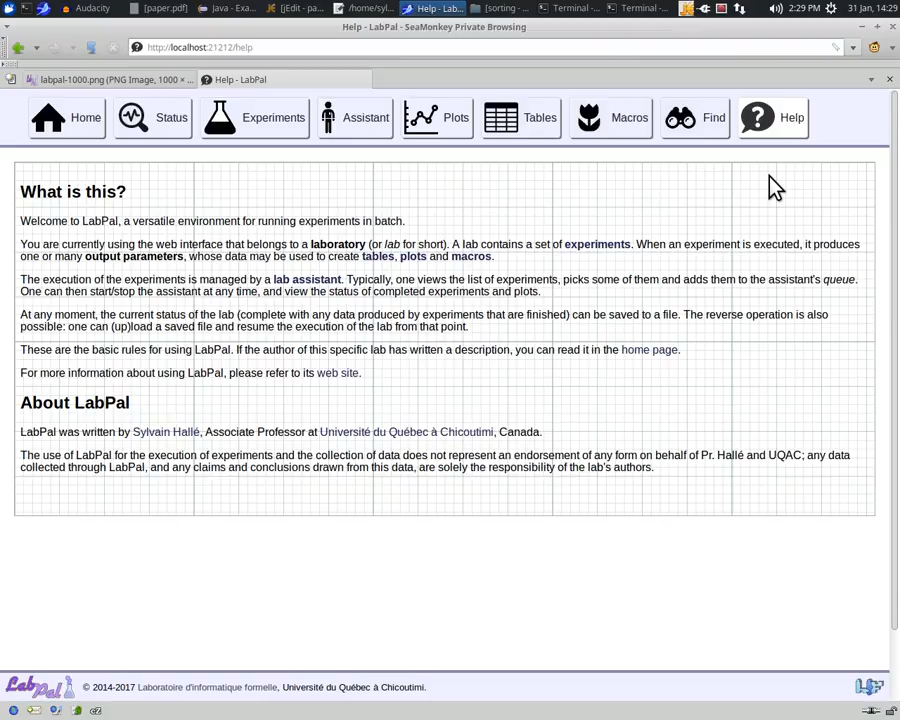 Audacity
[paper.pdf]
Java - Exa...
[jEdit - pa...
/home/syl...
Help - Lab...
[sorting - ...
Terminal -...
Terminal -...
2:29 PM
31 Jan, 14:29
Help - LabPal - SeaMonkey Private Browsing
http://localhost:21212/help
labpal-1000.png (PNG Image, 1000 × ...
Help - LabPal
Home
Status
Experiments
Assistant
Plots
Tables
Macros
Find
Help
What is this?
Welcome to LabPal, a versatile environment for running experiments in batch.
You are currently using the web interface that belongs to a laboratory (or lab for short). A lab contains a set of experiments. When an experiment is executed, it produces
one or many output parameters, whose data may be used to create tables, plots and macros.
The execution of the experiments is managed by a lab assistant. Typically, one views the list of experiments, picks some of them and adds them to the assistant's queue.
One can then start/stop the assistant at any time, and view the status of completed experiments and plots.
At any moment, the current status of the lab (complete with any data produced by experiments that are finished) can be saved to a file. The reverse operation is also
possible: one can (up)load a saved file and resume the execution of the lab from that point.
These are the basic rules for using LabPal. If the author of this specific lab has written a description, you can read it in the home page.
For more information about using LabPal, please refer to its web site.
About LabPal
LabPal was written by Sylvain Hallé, Associate Professor at Université du Québec à Chicoutimi, Canada.
The use of LabPal for the execution of experiments and the collection of data does not represent an endorsement of any form on behalf of Pr. Hallé and UQAC; any data
collected through LabPal, and any claims and conclusions drawn from this data, are solely the responsibility of the lab's authors.
LabPal
© 2014-2017 Laboratoire d'informatique formelle, Université du Québec à Chicoutimi.